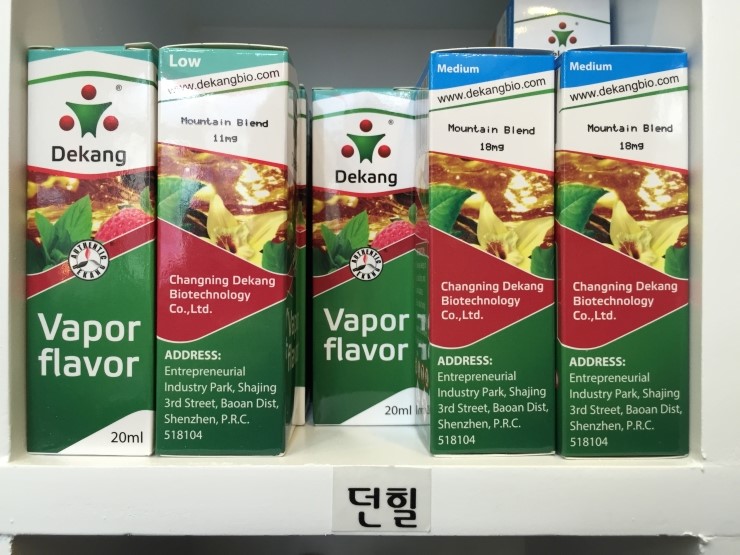 ®
Dekang
AUTHENTIC
DEKANG
Vapor
flavor
20ml
Low
www.dekangbio.com
Mountain Blend
11mg
Changning Dekang
Biotechnology
Co.,Ltd.
ADDRESS:
Entrepreneurial
Industry Park, Shajing
3rd Street, Baoan Dist,
Shenzhen, P.R.C.
518104
®
Dekang
AUTHENTIC
DEKANG
Vapor
flavor
20ml
Medium
www.dekangbio.com
Mountain Blend
18mg
Changning Dekang
Biotechnology
Co.,Ltd.
ADDRESS:
Entrepreneurial
Industry Park, Shajing
3rd Street, Baoan Dist,
Shenzhen, P.R.C.
518104
Medium
www.dekangbio.com
Mountain Blend
18mg
Changning Dekang
Biotechnology
Co.,Ltd.
ADDRESS:
Entrepreneurial
Industry Park, Shajing
3rd Street, Baoan Dist,
Shenzhen, P.R.C.
518104
던힐